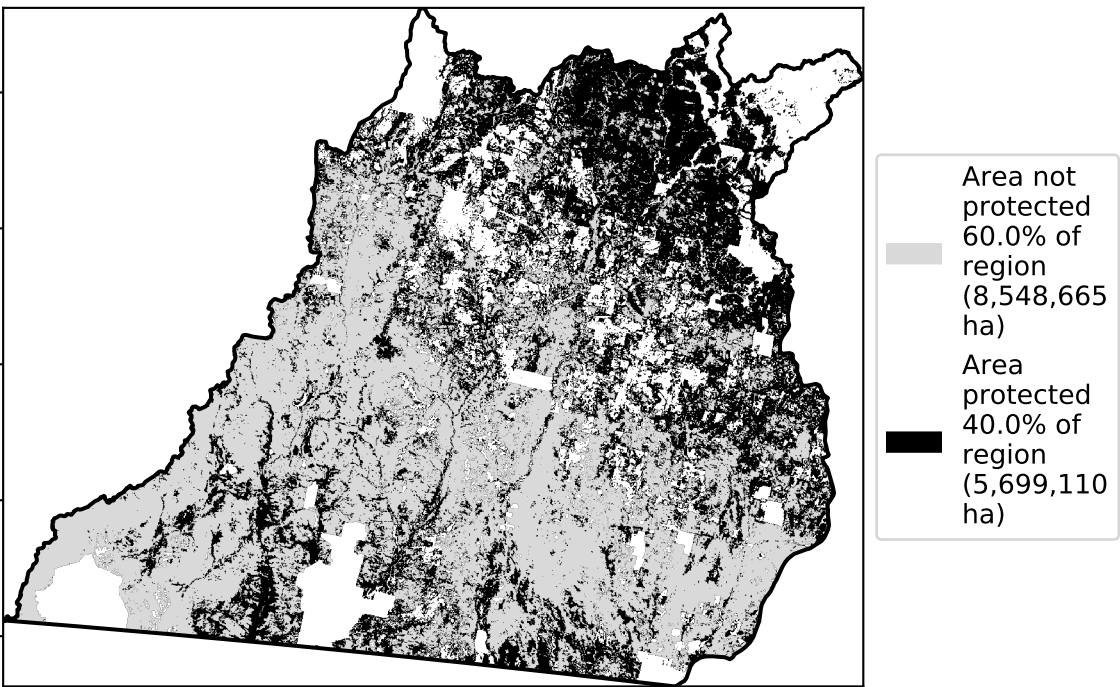 Area not
protected
60.0% of
region
(8,548,665
ha)
Area
protected
40.0% of
region
(5,699,110
ha)